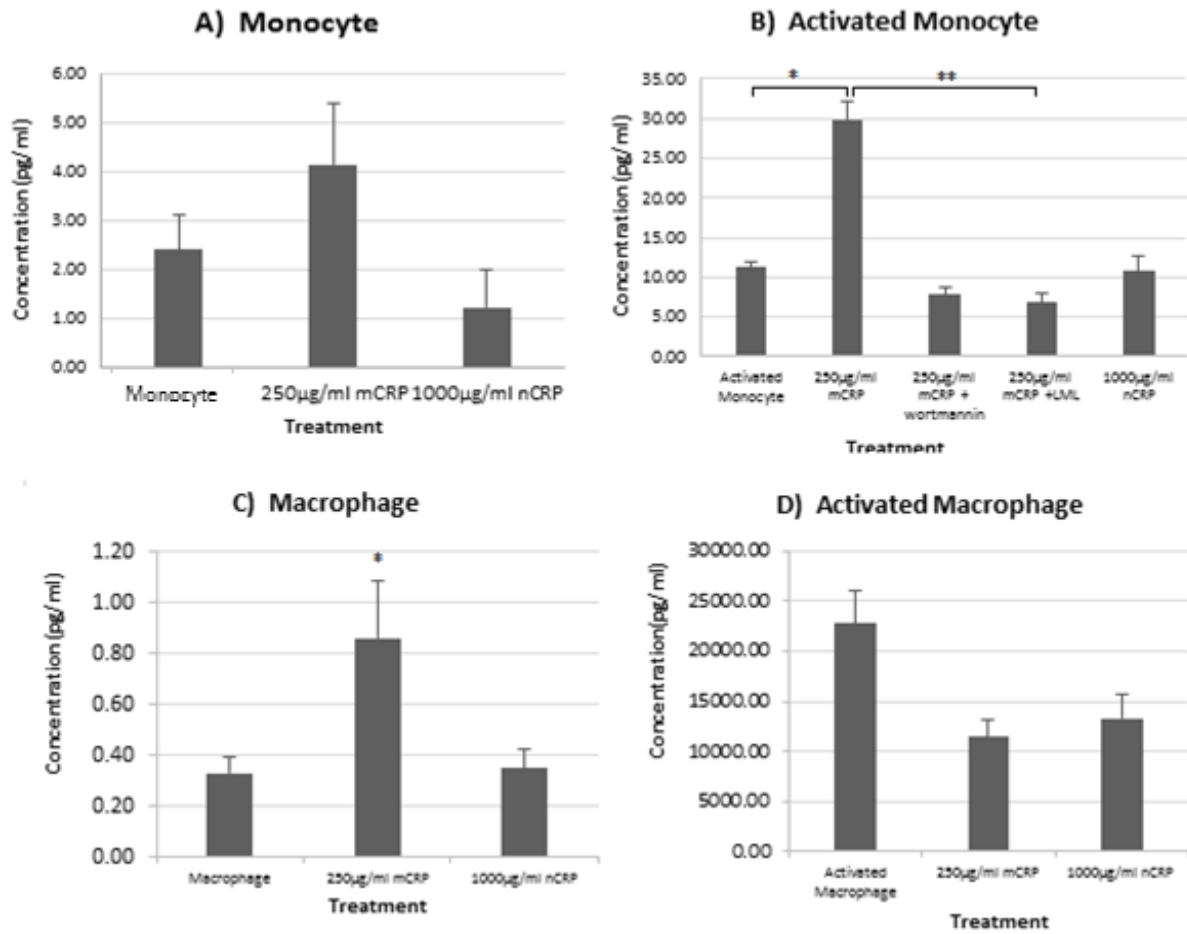 A) Monocyte
Concentration (pg/ml)
6.00
5.00
4.00
3.00
2.00
1.00
0.00
Monocyte
250µg/ml mCRP
1000µg/ml nCRP
Treatment
B) Activated Monocyte
Concentration (pg/ml)
35.00
30.00
25.00
20.00
15.00
10.00
5.00
0.00
*
**
Activated
Monocyte
250µg/ml
mCRP
250µg/ml
mCRP +
wortmannin
250µg/ml
mCRP +LML
1000µg/ml
nCRP
Treatment
C) Macrophage
Concentration (pg/ml)
1.20
1.00
0.80
0.60
0.40
0.20
0.00
*
Macrophage
250µg/ml mCRP
1000µg/ml nCRP
Treatment
D) Activated Macrophage
Concentration(pg/ml)
30000.00
25000.00
20000.00
15000.00
10000.00
5000.00
0.00
Activated
Macrophage
250µg/ml mCRP
1000µg/ml nCRP
Treatment